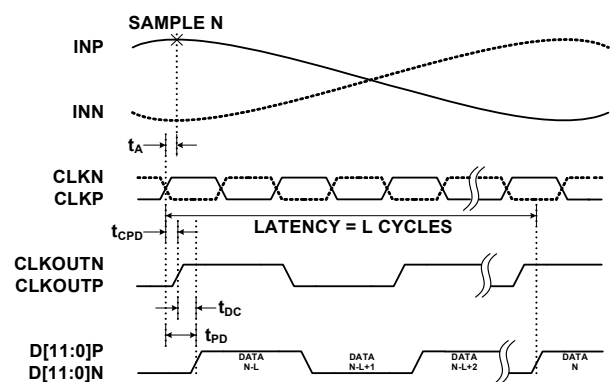 SAMPLE N
INP
INN
tA
CLKN
CLKP
LATENCY = L CYCLES
tCPD
CLKOUTN
CLKOUTP
tDC
tPD
D[11:0]P
D[11:0]N
DATA
N-L
DATA
N-L+1
DATA
N-L+2
DATA
N